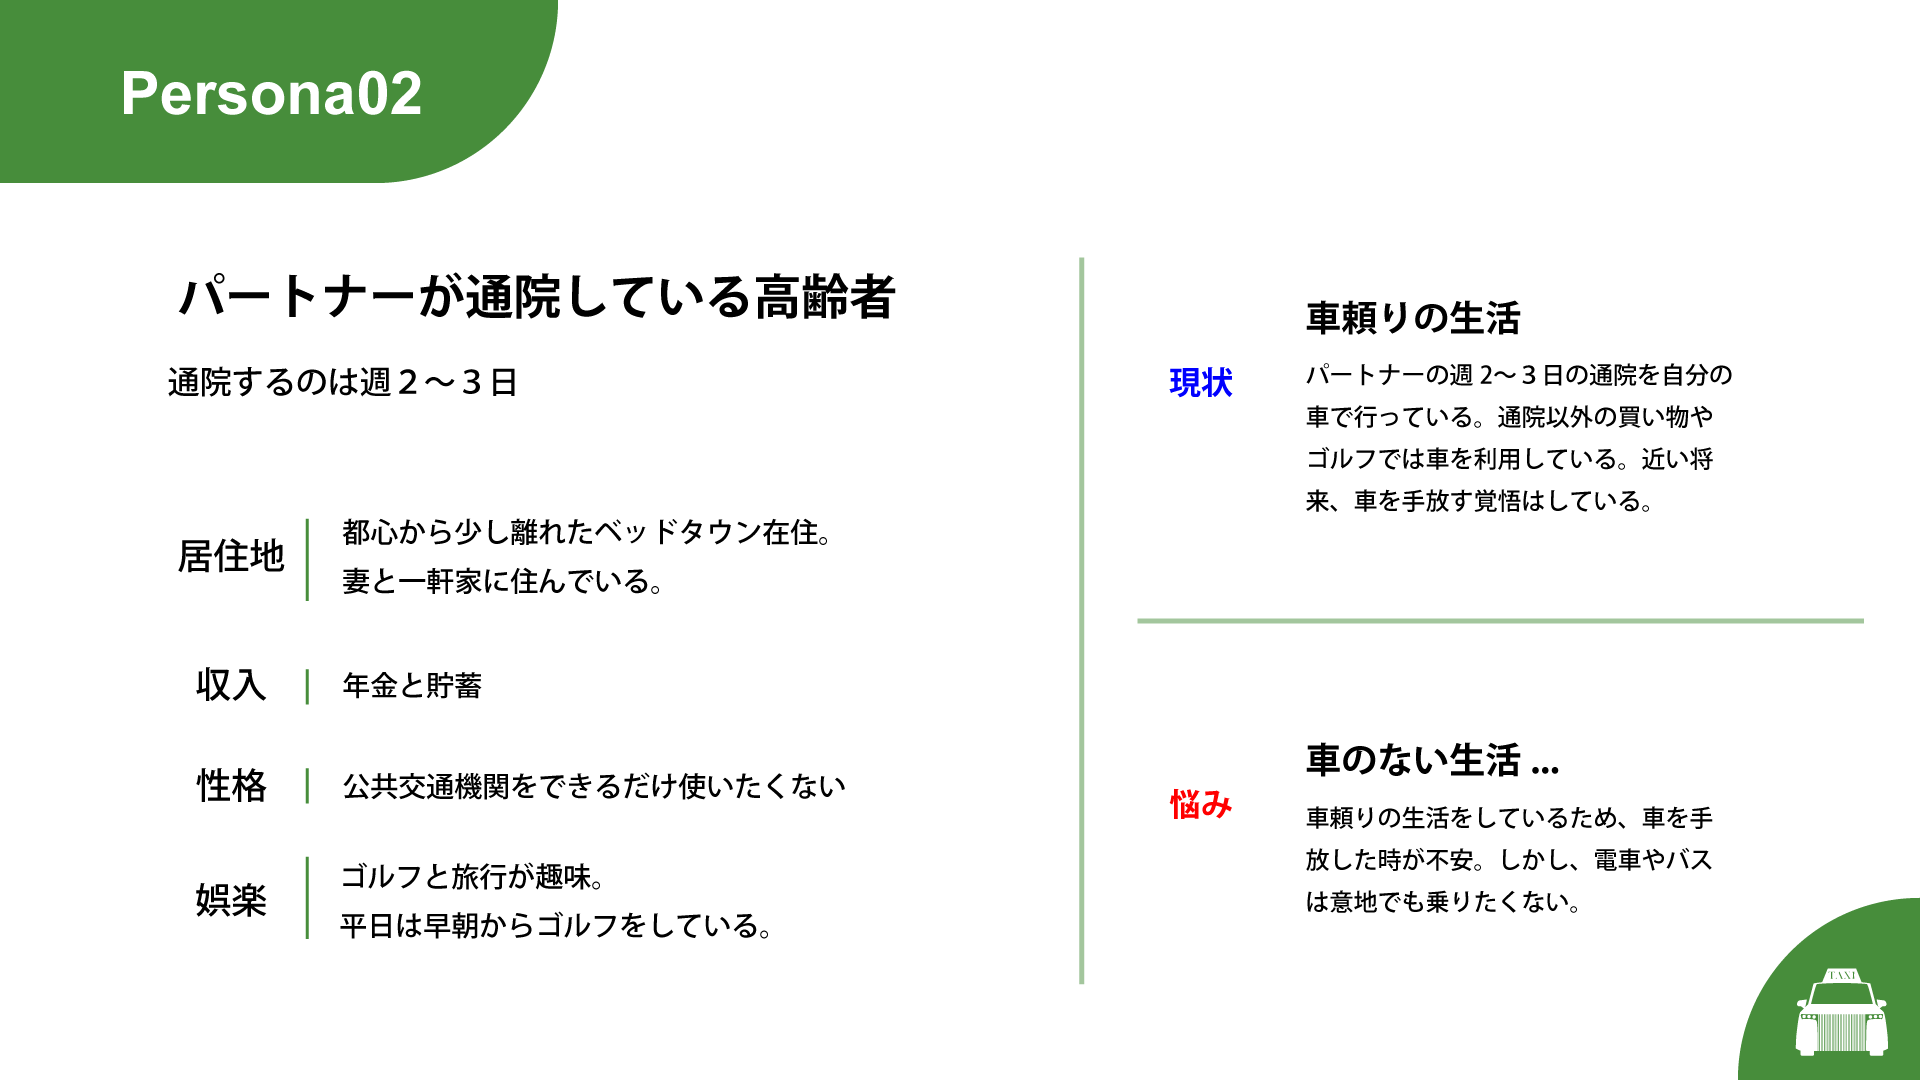 Persona02
パートナーが通院している高齢者
通院するのは週２〜３日
居住地
都心から少し離れたベッドタウン在住。
妻と一軒家に住んでいる。
収入
年金と貯蓄
性格
公共交通機関をできるだけ使いたくない
娯楽
ゴルフと旅行が趣味。
平日は早朝からゴルフをしている。
現状
車頼りの生活
パートナーの週 2〜３日の通院を自分の
車で行っている。通院以外の買い物や
ゴルフでは車を利用している。近い将
来、車を手放す覚悟はしている。
悩み
車のない生活 ...
車頼りの生活をしているため、車を手
放した時が不安。しかし、電車やバス
は意地でも乗りたくない。
TAXI